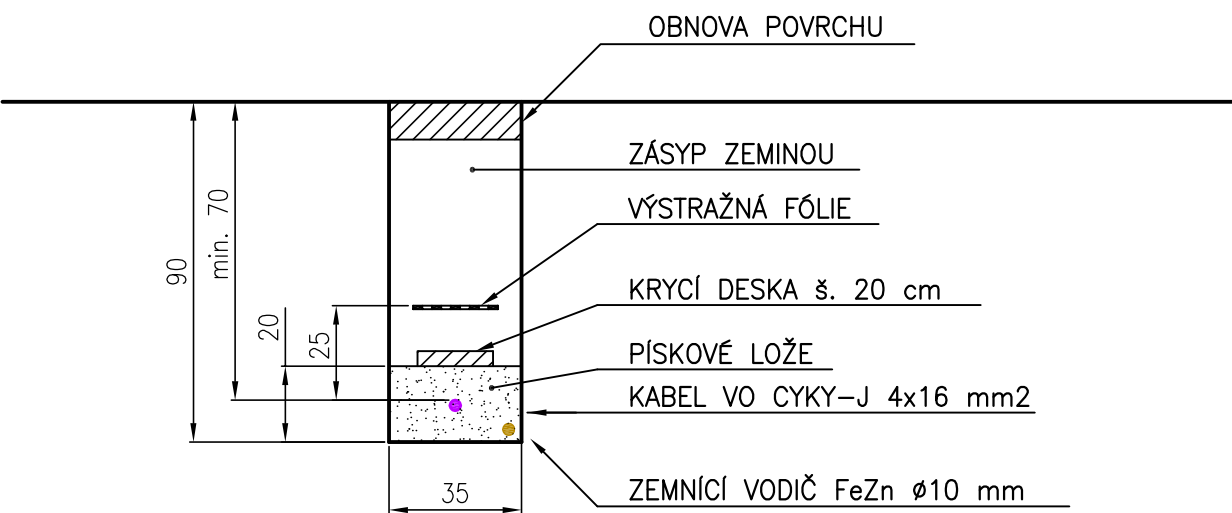 OBNOVA POVRCHU
ZÁSYP ZEMINOU
VÝSTRAŽNÁ FÓLIE
KRYCÍ DESKA š. 20 cm
PÍSKOVÉ LOŽE
KABEL VO CYKY-J 4x16 mm2
ZEMNÍCÍ VODIČ FeZn Ø10 mm
90
min. 70
20
25
35